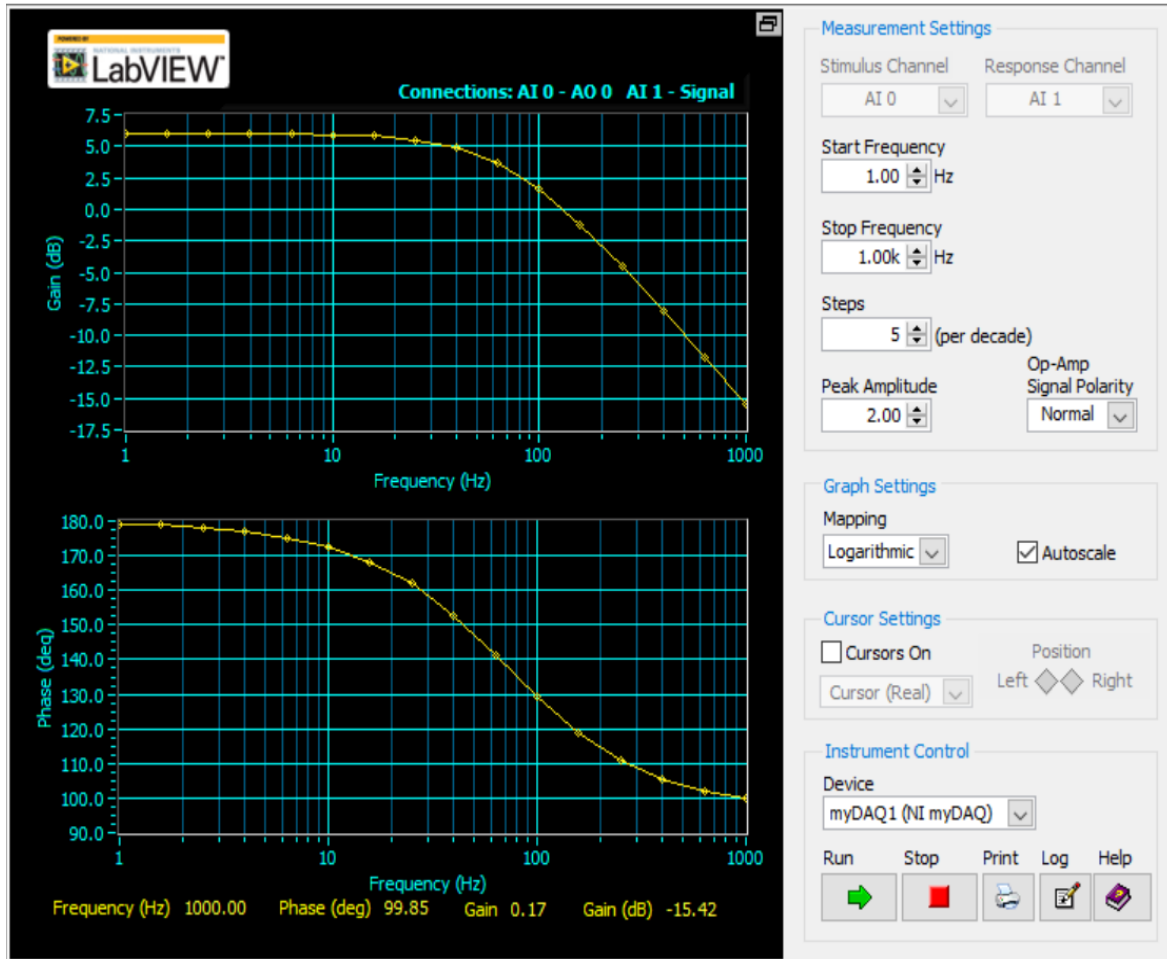 POWERED BY
NATIONAL INSTRUMENTS
LabVIEW™
Connections: AI 0 - AO 0 AI 1 - Signal
7.5
5.0
2.5
0.0
-2.5
-5.0
-7.5
-10.0
-12.5
-15.0
-17.5
Gain (dB)
1 10 100 1000
Frequency (Hz)
180.0
170.0
160.0
150.0
140.0
130.0
120.0
110.0
100.0
90.0
Phase (deg)
1 10 100 1000
Frequency (Hz)
Frequency (Hz) 1000.00 Phase (deg) 99.85 Gain 0.17 Gain (dB) -15.42
Measurement Settings
Stimulus Channel Response Channel
AI 0 AI 1
Start Frequency
1.00 Hz
Stop Frequency
1.00k Hz
Steps
5 (per decade)
Op-Amp
Peak Amplitude Signal Polarity
2.00 Normal
Graph Settings
Mapping
Logarithmic Autoscale
Cursor Settings
Cursors On Position
Cursor (Real) Left Right
Instrument Control
Device
myDAQ1 (NI myDAQ)
Run Stop Print Log Help